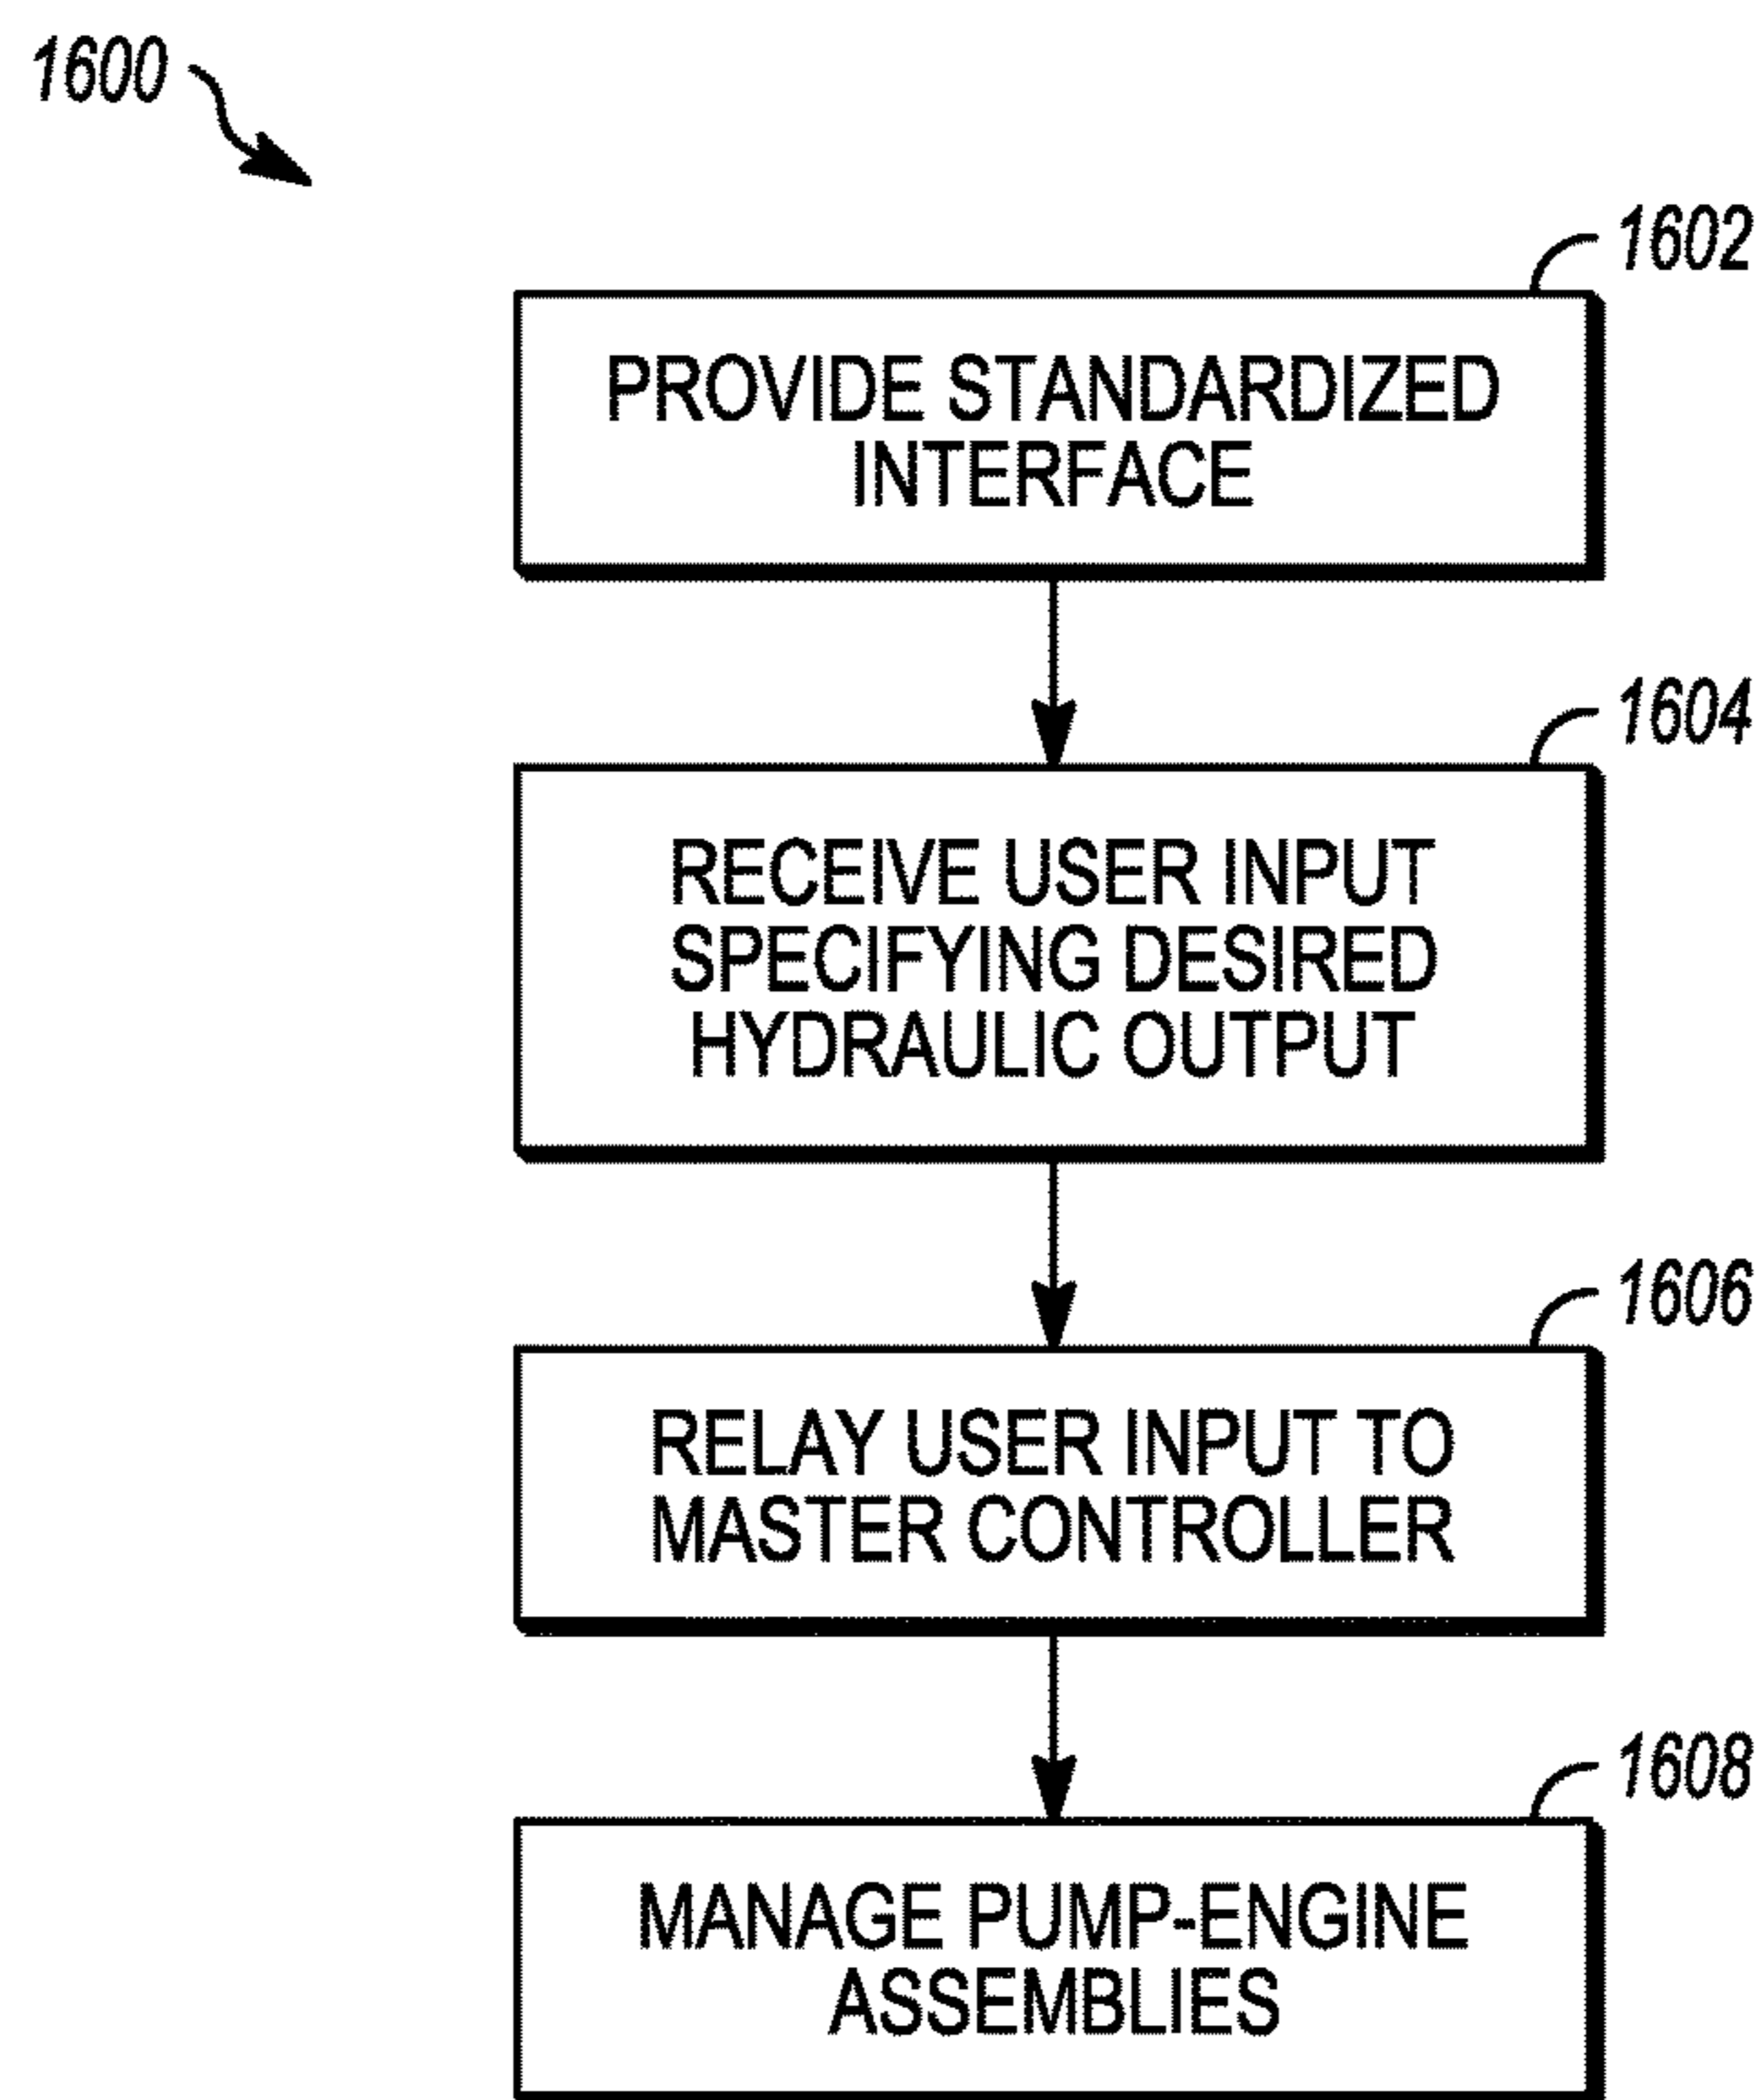 1600
1602
PROVIDE STANDARDIZED
INTERFACE
1604
RECEIVE USER INPUT
SPECIFYING DESIRED
HYDRAULIC OUTPUT
1606
RELAY USER INPUT TO
MASTER CONTROLLER
1608
MANAGE PUMP-ENGINE
ASSEMBLIES